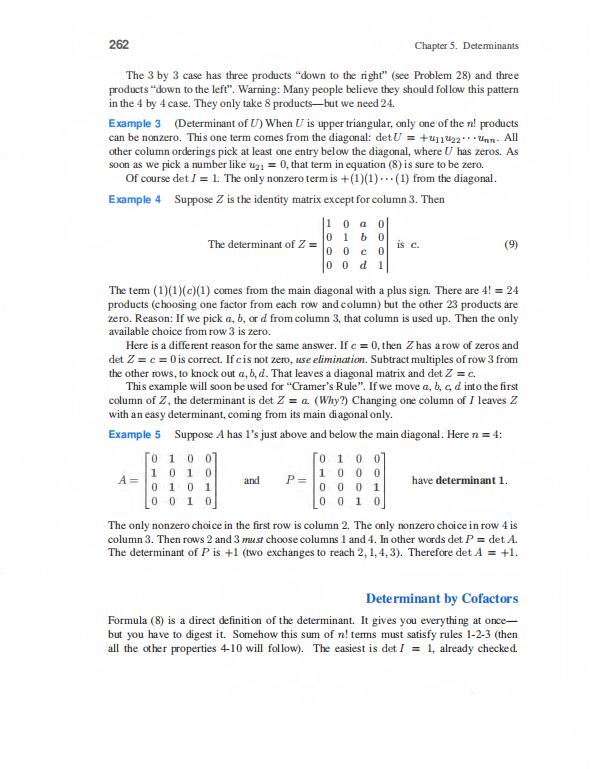 262
Chapter 5. Determinants
The 3 by 3 case has three products “down to the right” (see Problem 28) and three
products “down to the left”. Warning: Many people believe they should follow this pattern
in the 4 by 4 case. They only take 8 products—but we need 24.
Example 3 (Determinant of U) When U is upper triangular, only one of the n! products
can be nonzero. This one term comes from the diagonal: det U = +u11u22 · · · unn. All
other column orderings pick at least one entry below the diagonal, where U has zeros. As
soon as we pick a number like u21 = 0, that term in equation (8) is sure to be zero.
Of course det I = 1. The only nonzero term is +(1)(1) · · · (1) from the diagonal.
Example 4 Suppose Z is the identity matrix except for column 3. Then
1 0 a 0
The determinant of Z = 0 1 b 0 is c. (9)
0 0 c 0
0 0 d 1
The term (1)(1)(c)(1) comes from the main diagonal with a plus sign. There are 4! = 24
products (choosing one factor from each row and column) but the other 23 products are
zero. Reason: If we pick a, b, or d from column 3, that column is used up. Then the only
available choice from row 3 is zero.
Here is a different reason for the same answer. If c = 0, then Z has a row of zeros and
det Z = c = 0 is correct. If c is not zero, use elimination. Subtract multiples of row 3 from
the other rows, to knock out a, b, d. That leaves a diagonal matrix and det Z = c.
This example will soon be used for “Cramer’s Rule”. If we move a, b, c, d into the first
column of Z, the determinant is det Z = a. (Why?) Changing one column of I leaves Z
with an easy determinant, coming from its main diagonal only.
Example 5 Suppose A has 1’s just above and below the main diagonal. Here n = 4:
0 1 0 0 0 1 0 0
A = 1 0 1 0 and P = 1 0 0 0 have determinant 1.
0 1 0 1 0 0 0 1
0 0 1 0 0 0 1 0
The only nonzero choice in the first row is column 2. The only nonzero choice in row 4 is
column 3. Then rows 2 and 3 must choose columns 1 and 4. In other words det P = det A.
The determinant of P is +1 (two exchanges to reach 2, 1, 4, 3). Therefore det A = +1.
Determinant by Cofactors
Formula (8) is a direct definition of the determinant. It gives you everything at once—
but you have to digest it. Somehow this sum of n! terms must satisfy rules 1-2-3 (then
all the other properties 4-10 will follow). The easiest is det I = 1, already checked.